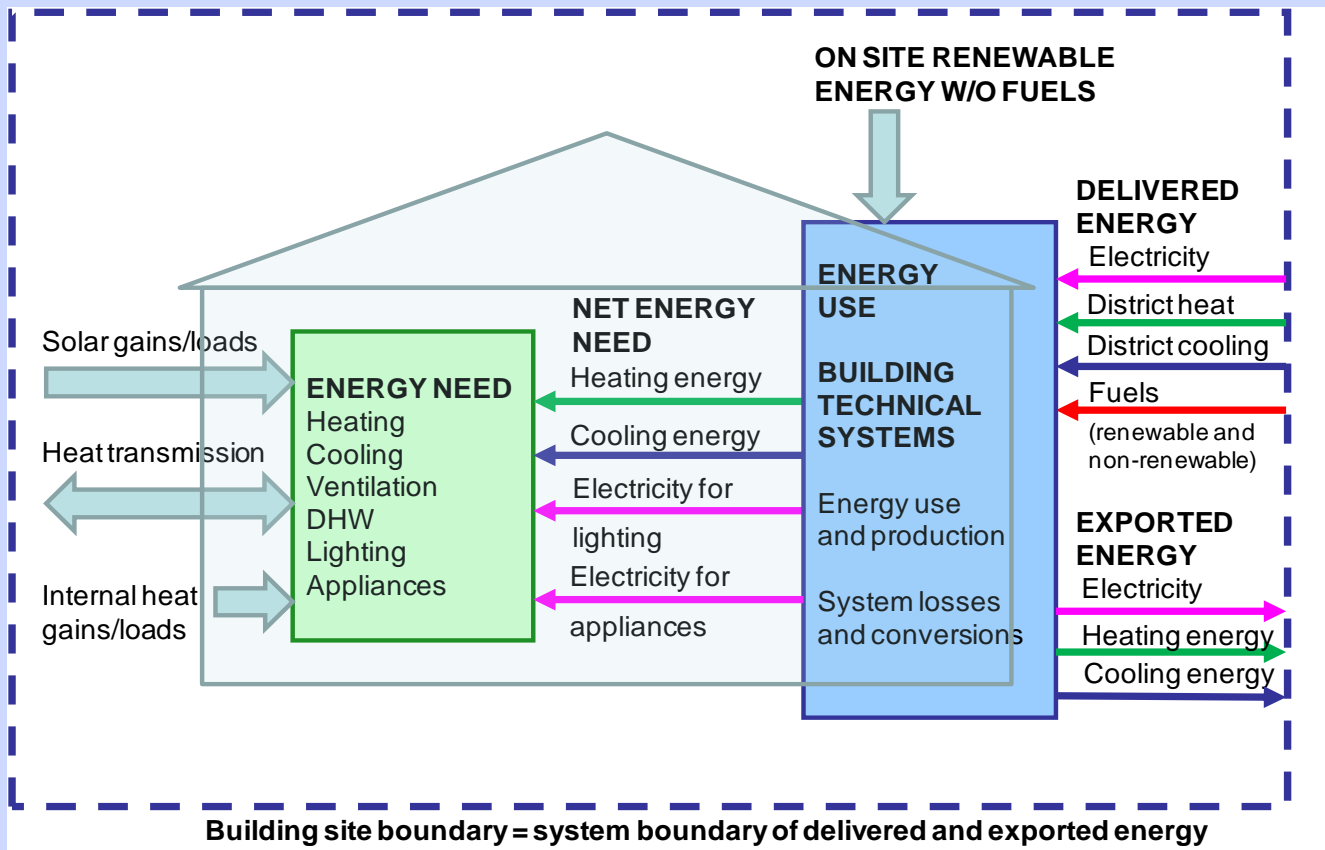 ON SITE RENEWABLE
ENERGY W/O FUELS
Solar gains/loads
Heat transmission
Internal heat
gains/loads
ENERGY NEED
Heating
Cooling
Ventilation
DHW
Lighting
Appliances
NET ENERGY
NEED
Heating energy
Cooling energy
Electricity for
lighting
Electricity for
appliances
ENERGY
USE
BUILDING
TECHNICAL
SYSTEMS
Energy use
and production
System losses
and conversions
DELIVERED
ENERGY
Electricity
District heat
District cooling
Fuels
(renewable and
non-renewable)
EXPORTED
ENERGY
Electricity
Heating energy
Cooling energy
Building site boundary = system boundary of delivered and exported energy